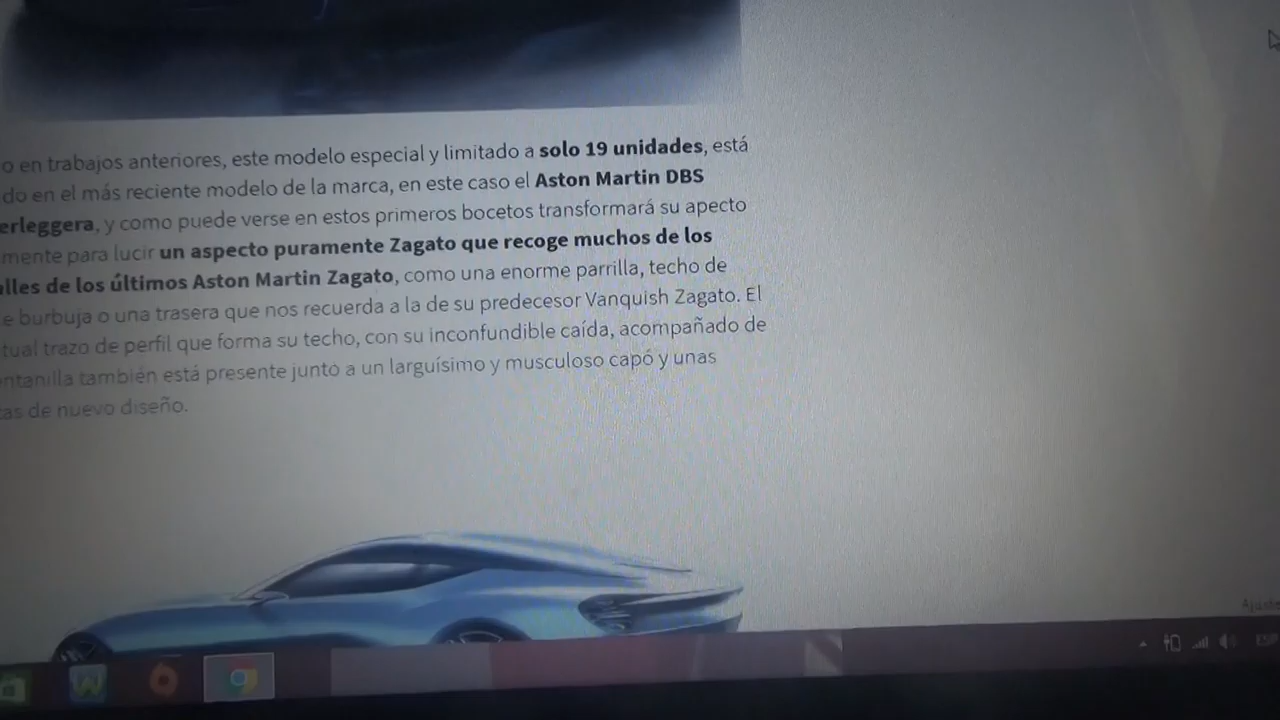 o en trabajos anteriores, este modelo especial y limitado a solo 19 unidades, está
do en el más reciente modelo de la marca, en este caso el Aston Martin DBS
erleggera, y como puede verse en estos primeros bocetos transformará su apecto
mente para lucir un aspecto puramente Zagato que recoge muchos de los
lles de los últimos Aston Martin Zagato, como una enorme parrilla, techo de
e burbuja o una trasera que nos recuerda a la de su predecesor Vanquish Zagato. El
tual trazo de perfil que forma su techo, con su inconfundible caída, acompañado de
ntanilla también está presente junto a un larguísimo y musculoso capó y unas
as de nuevo diseño.